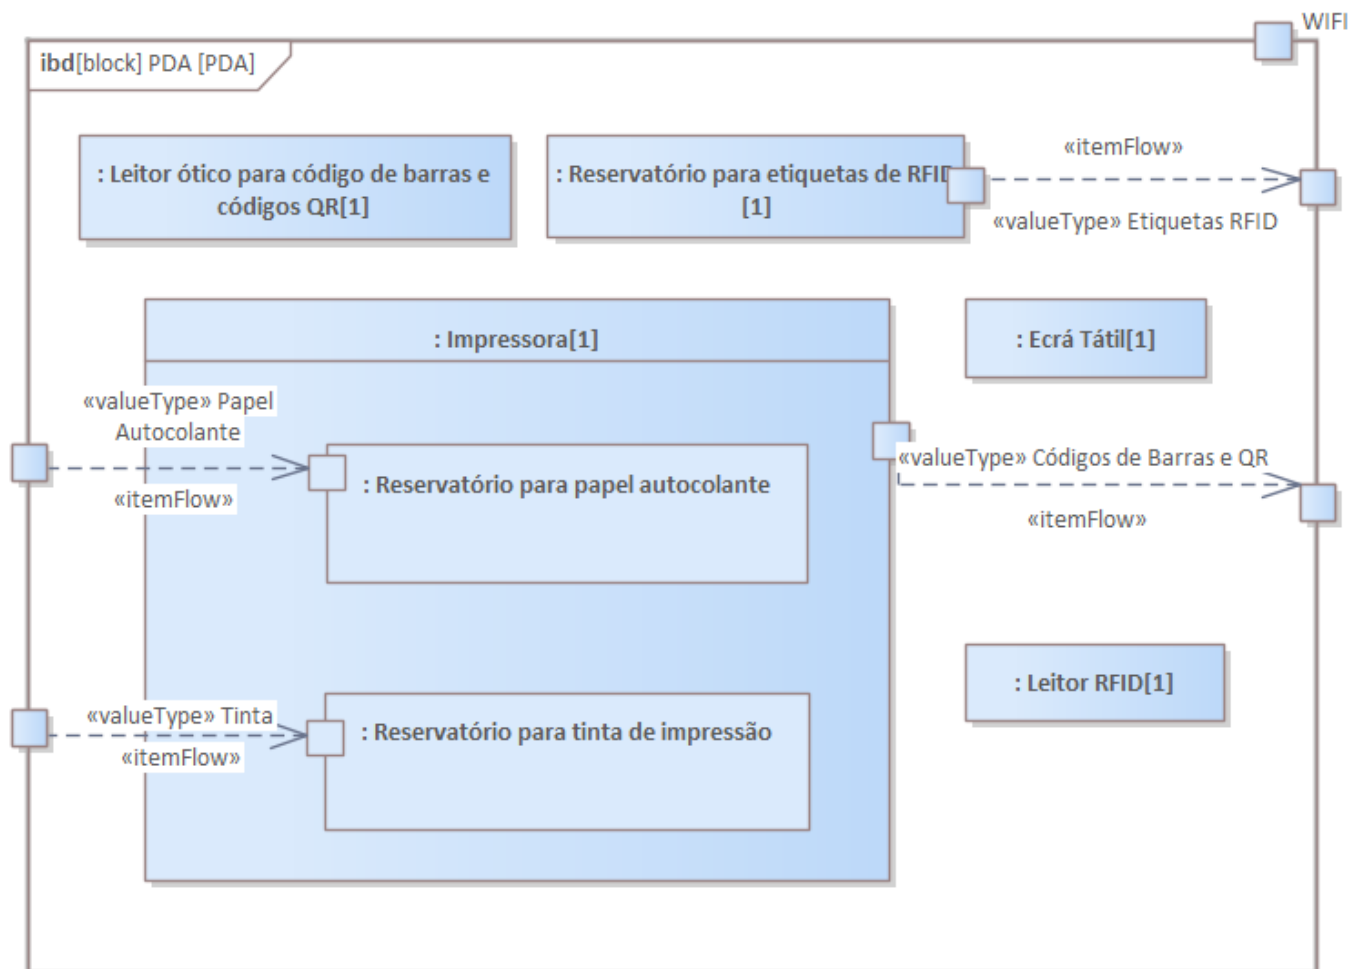 WIFI
ibd[block] PDA [PDA]
: Leitor ótico para código de barras e
códigos QR[1]
: Reservatório para etiquetas de RFID
[1]
«itemFlow»
«valueType» Etiquetas RFID
: Impressora[1]
: Ecrá Tátil[1]
«valueType» Papel
Autocolante
«itemFlow»
: Reservatório para papel autocolante
«valueType» Códigos de Barras e QR
«itemFlow»
: Leitor RFID[1]
«valueType» Tinta
«itemFlow»
: Reservatório para tinta de impressão